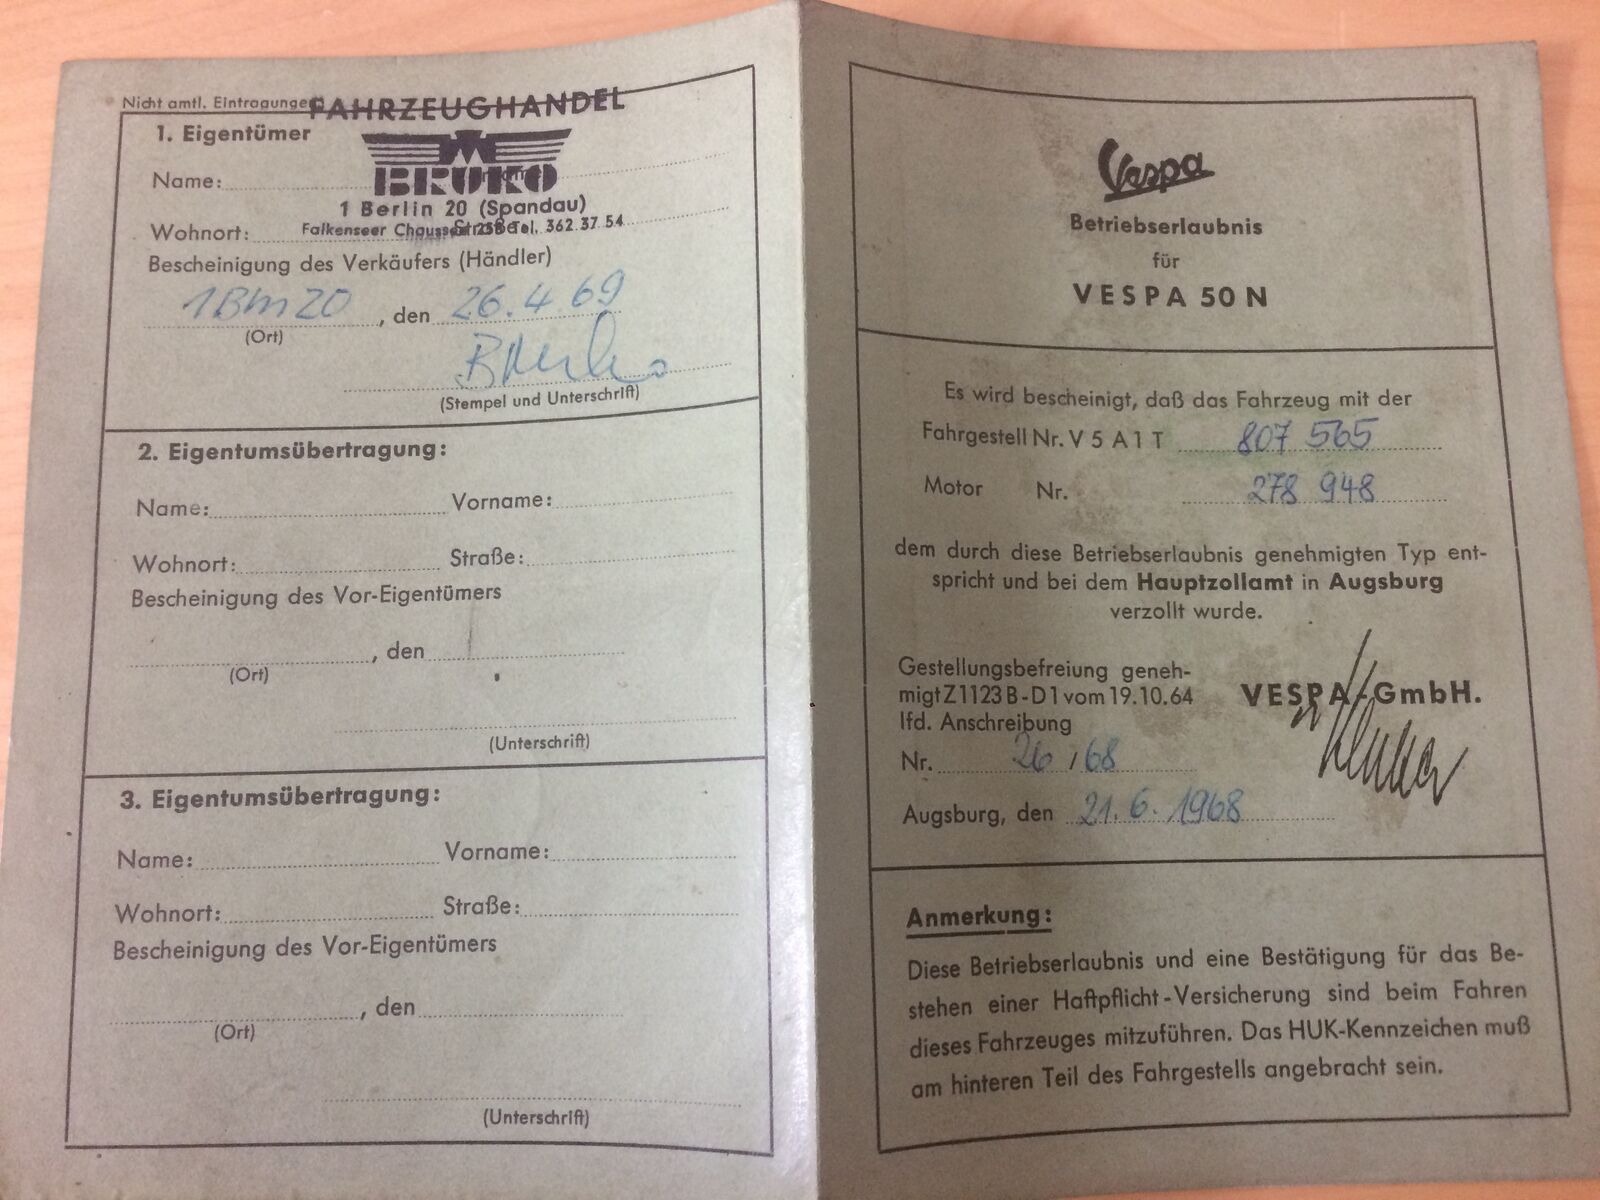 Nicht amtl. Eintragungen
FAHRZEUGHANDEL
1. Eigentümer
BRUKO
Name:
1 Berlin 20 (Spandau)
Wohnort: Straße
Falkenseer Chaussee 258 Tel. 362 37 54
Bescheinigung des Verkäufers (Händler)
1 Bln 20, den 26.4.69
(Ort)
(Stempel und Unterschrift)
2. Eigentumsübertragung:
Name: Vorname:
Wohnort: Straße:
Bescheinigung des Vor-Eigentümers
, den
(Ort)
(Unterschrift)
3. Eigentumsübertragung:
Name: Vorname:
Wohnort: Straße:
Bescheinigung des Vor-Eigentümers
, den
(Ort)
(Unterschrift)
Vespa
Betriebserlaubnis
für
VESPA 50 N
Es wird bescheinigt, daß das Fahrzeug mit der
Fahrgestell Nr. V 5 A 1 T 807 565
Motor Nr. 278 948
dem durch diese Betriebserlaubnis genehmigten Typ ent-
spricht und bei dem Hauptzollamt in Augsburg
verzollt wurde.
Gestellungsbefreiung geneh-
migt Z 1123 B - D 1 vom 19.10.64
lfd. Anschreibung
VESPA-GmbH.
Nr. 26/68
Augsburg, den 21.6.1968
Anmerkung:
Diese Betriebserlaubnis und eine Bestätigung für das Be-
stehen einer Haftpflicht-Versicherung sind beim Fahren
dieses Fahrzeuges mitzuführen. Das HUK-Kennzeichen muß
am hinteren Teil des Fahrgestells angebracht sein.